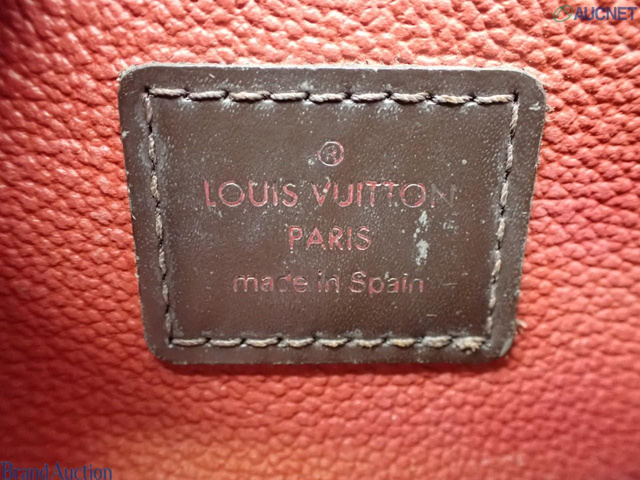 AUCNET
®
LOUIS VUITTON
PARIS
made in Spain
Brand Auction